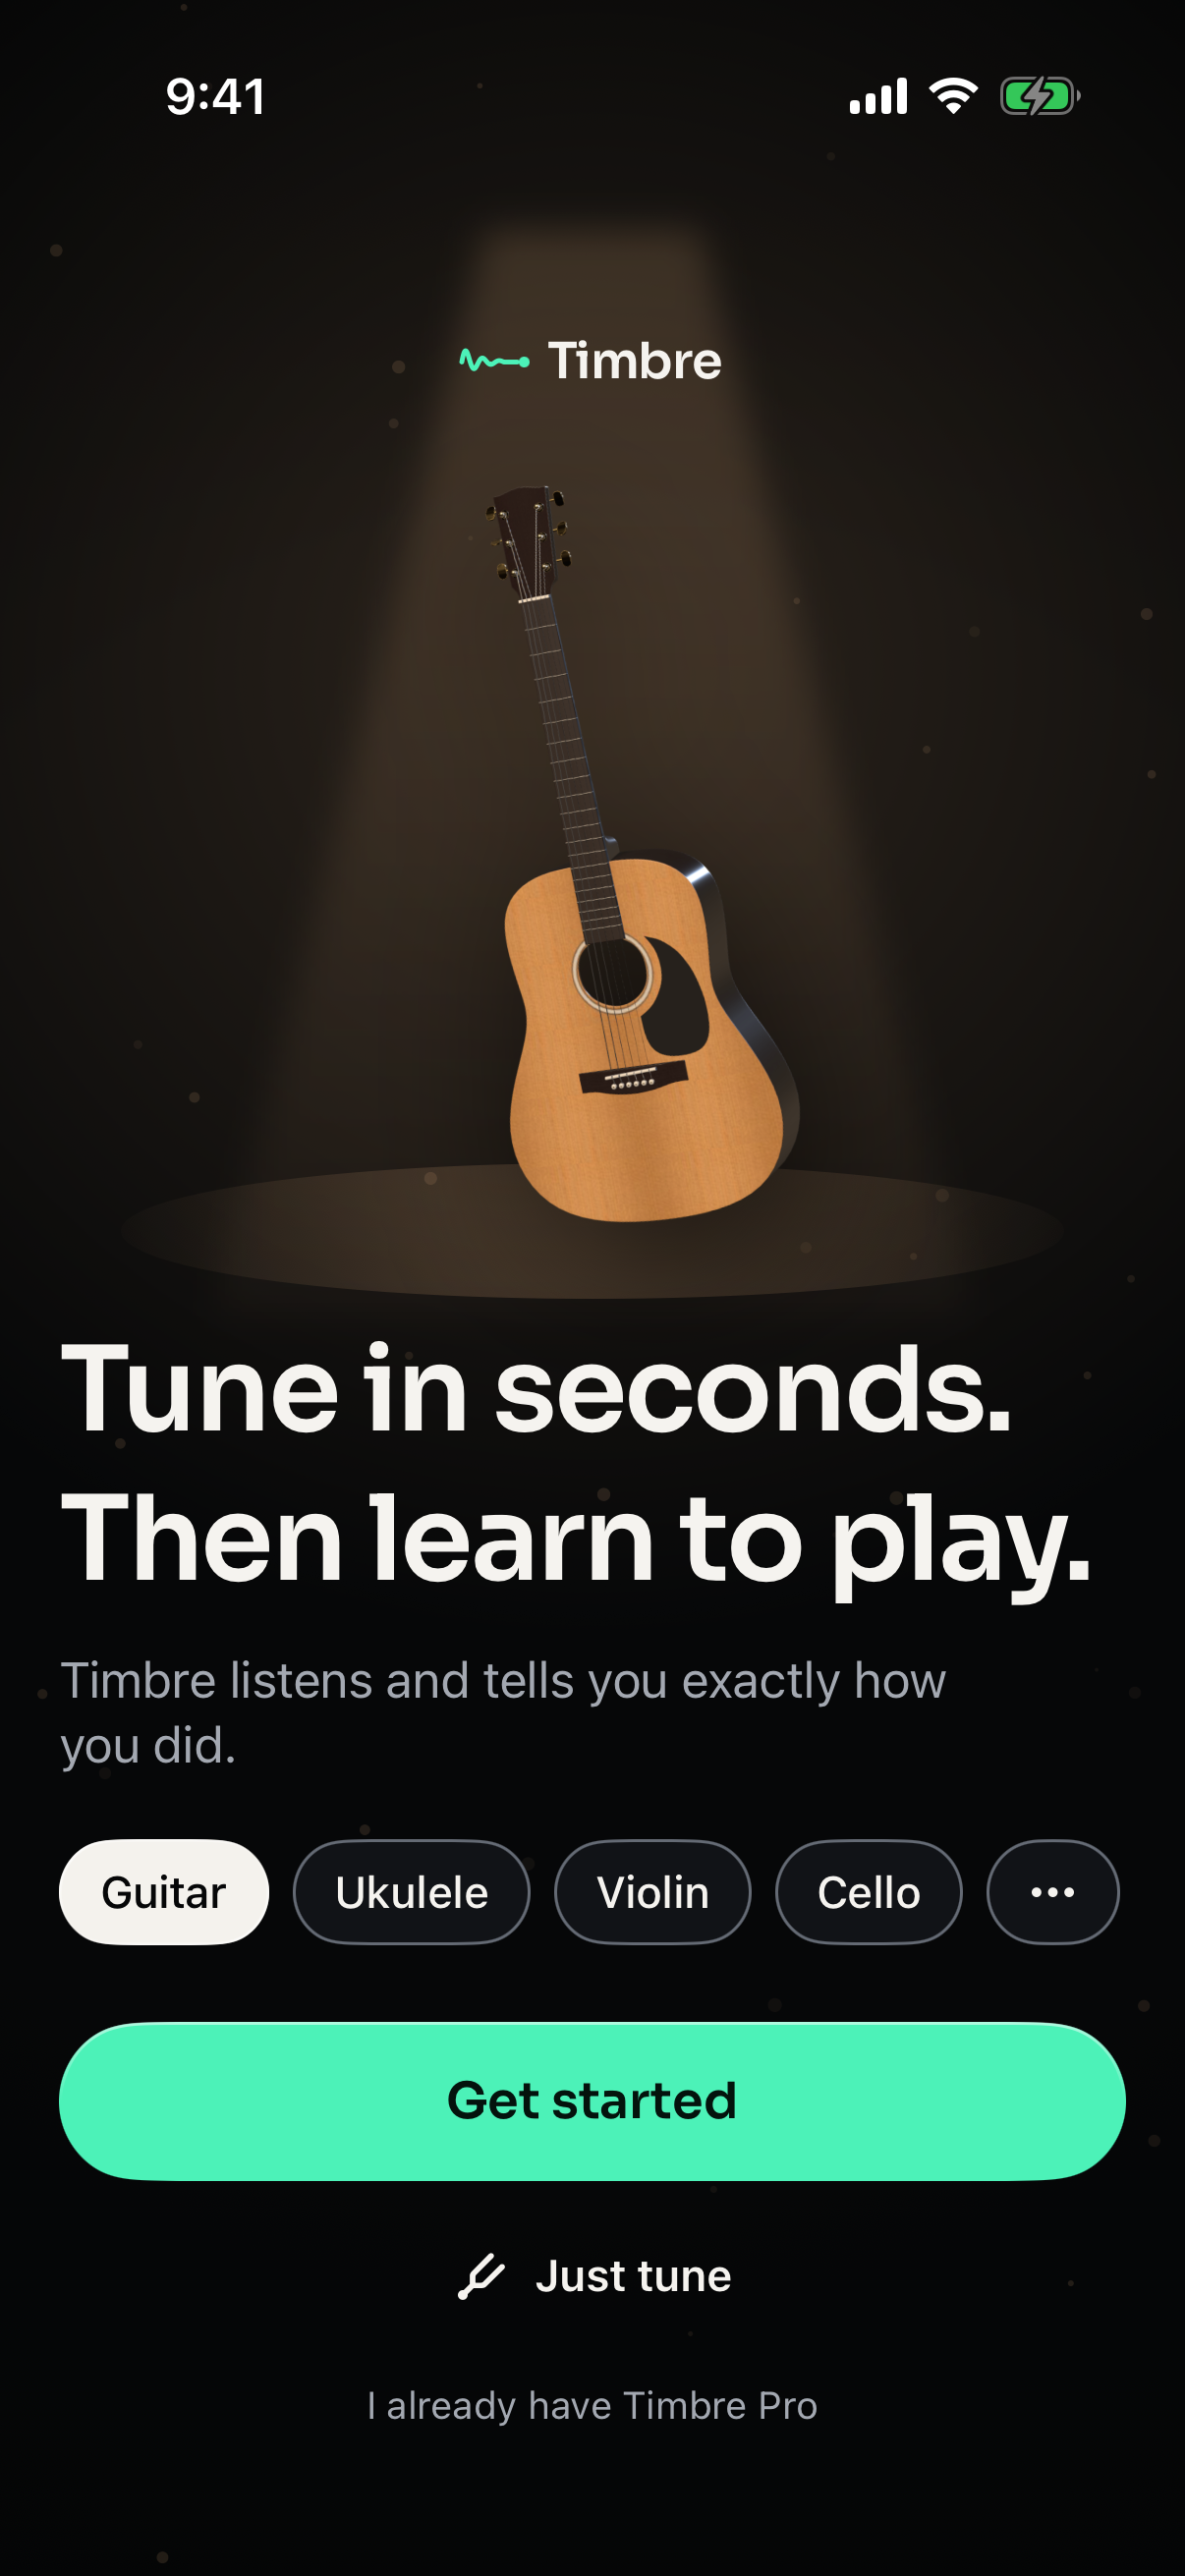 9:41
Timbre
Tune in seconds.
Then learn to play.
Timbre listens and tells you exactly how
you did.
Guitar Ukulele Violin Cello •••
Get started
Just tune
I already have Timbre Pro